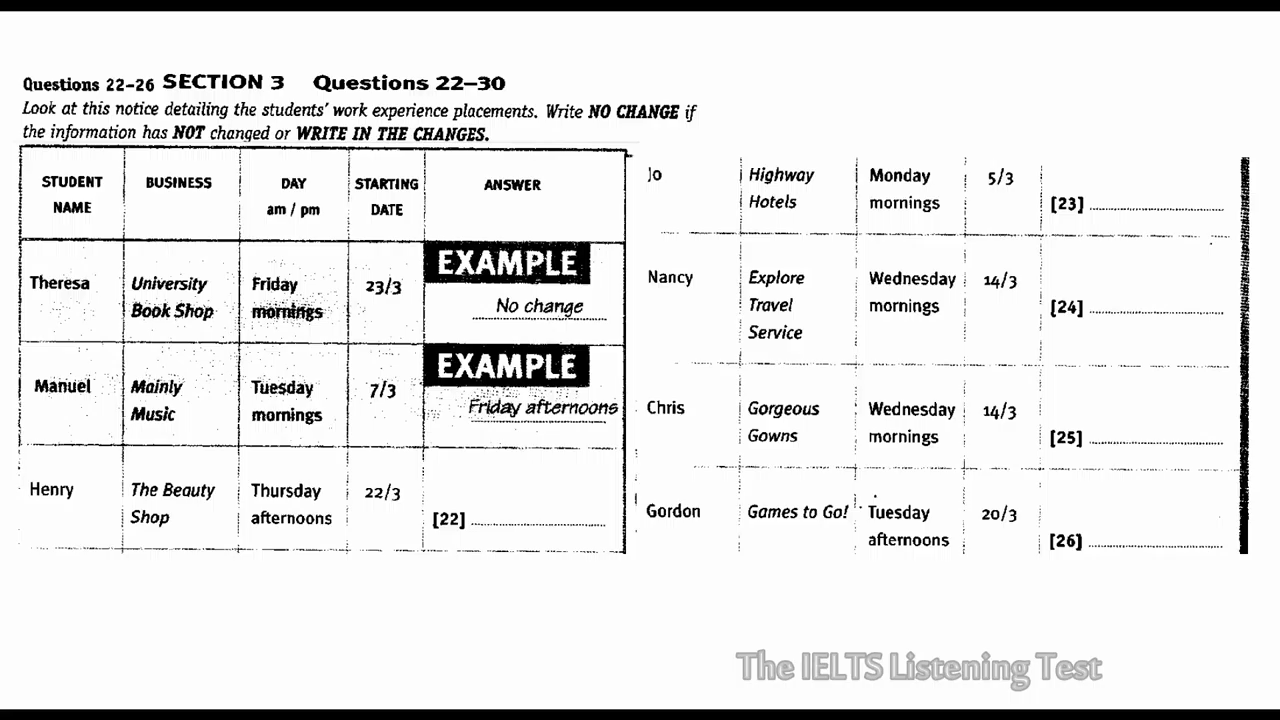 Questions 22–26 SECTION 3 Questions 22–30
Look at this notice detailing the students' work experience placements. Write NO CHANGE if
the information has NOT changed or WRITE IN THE CHANGES.
STUDENT NAME BUSINESS DAY am / pm STARTING DATE ANSWER
Theresa University Book Shop Friday mornings 23/3 EXAMPLE No change
Manuel Mainly Music Tuesday mornings 7/3 EXAMPLE Friday afternoons
Henry The Beauty Shop Thursday afternoons 22/3 [22]
Jo Highway Hotels Monday mornings 5/3 [23]
Nancy Explore Travel Service Wednesday mornings 14/3 [24]
Chris Gorgeous Gowns Wednesday mornings 14/3 [25]
Gordon Games to Go! Tuesday afternoons 20/3 [26]
The IELTS Listening Test